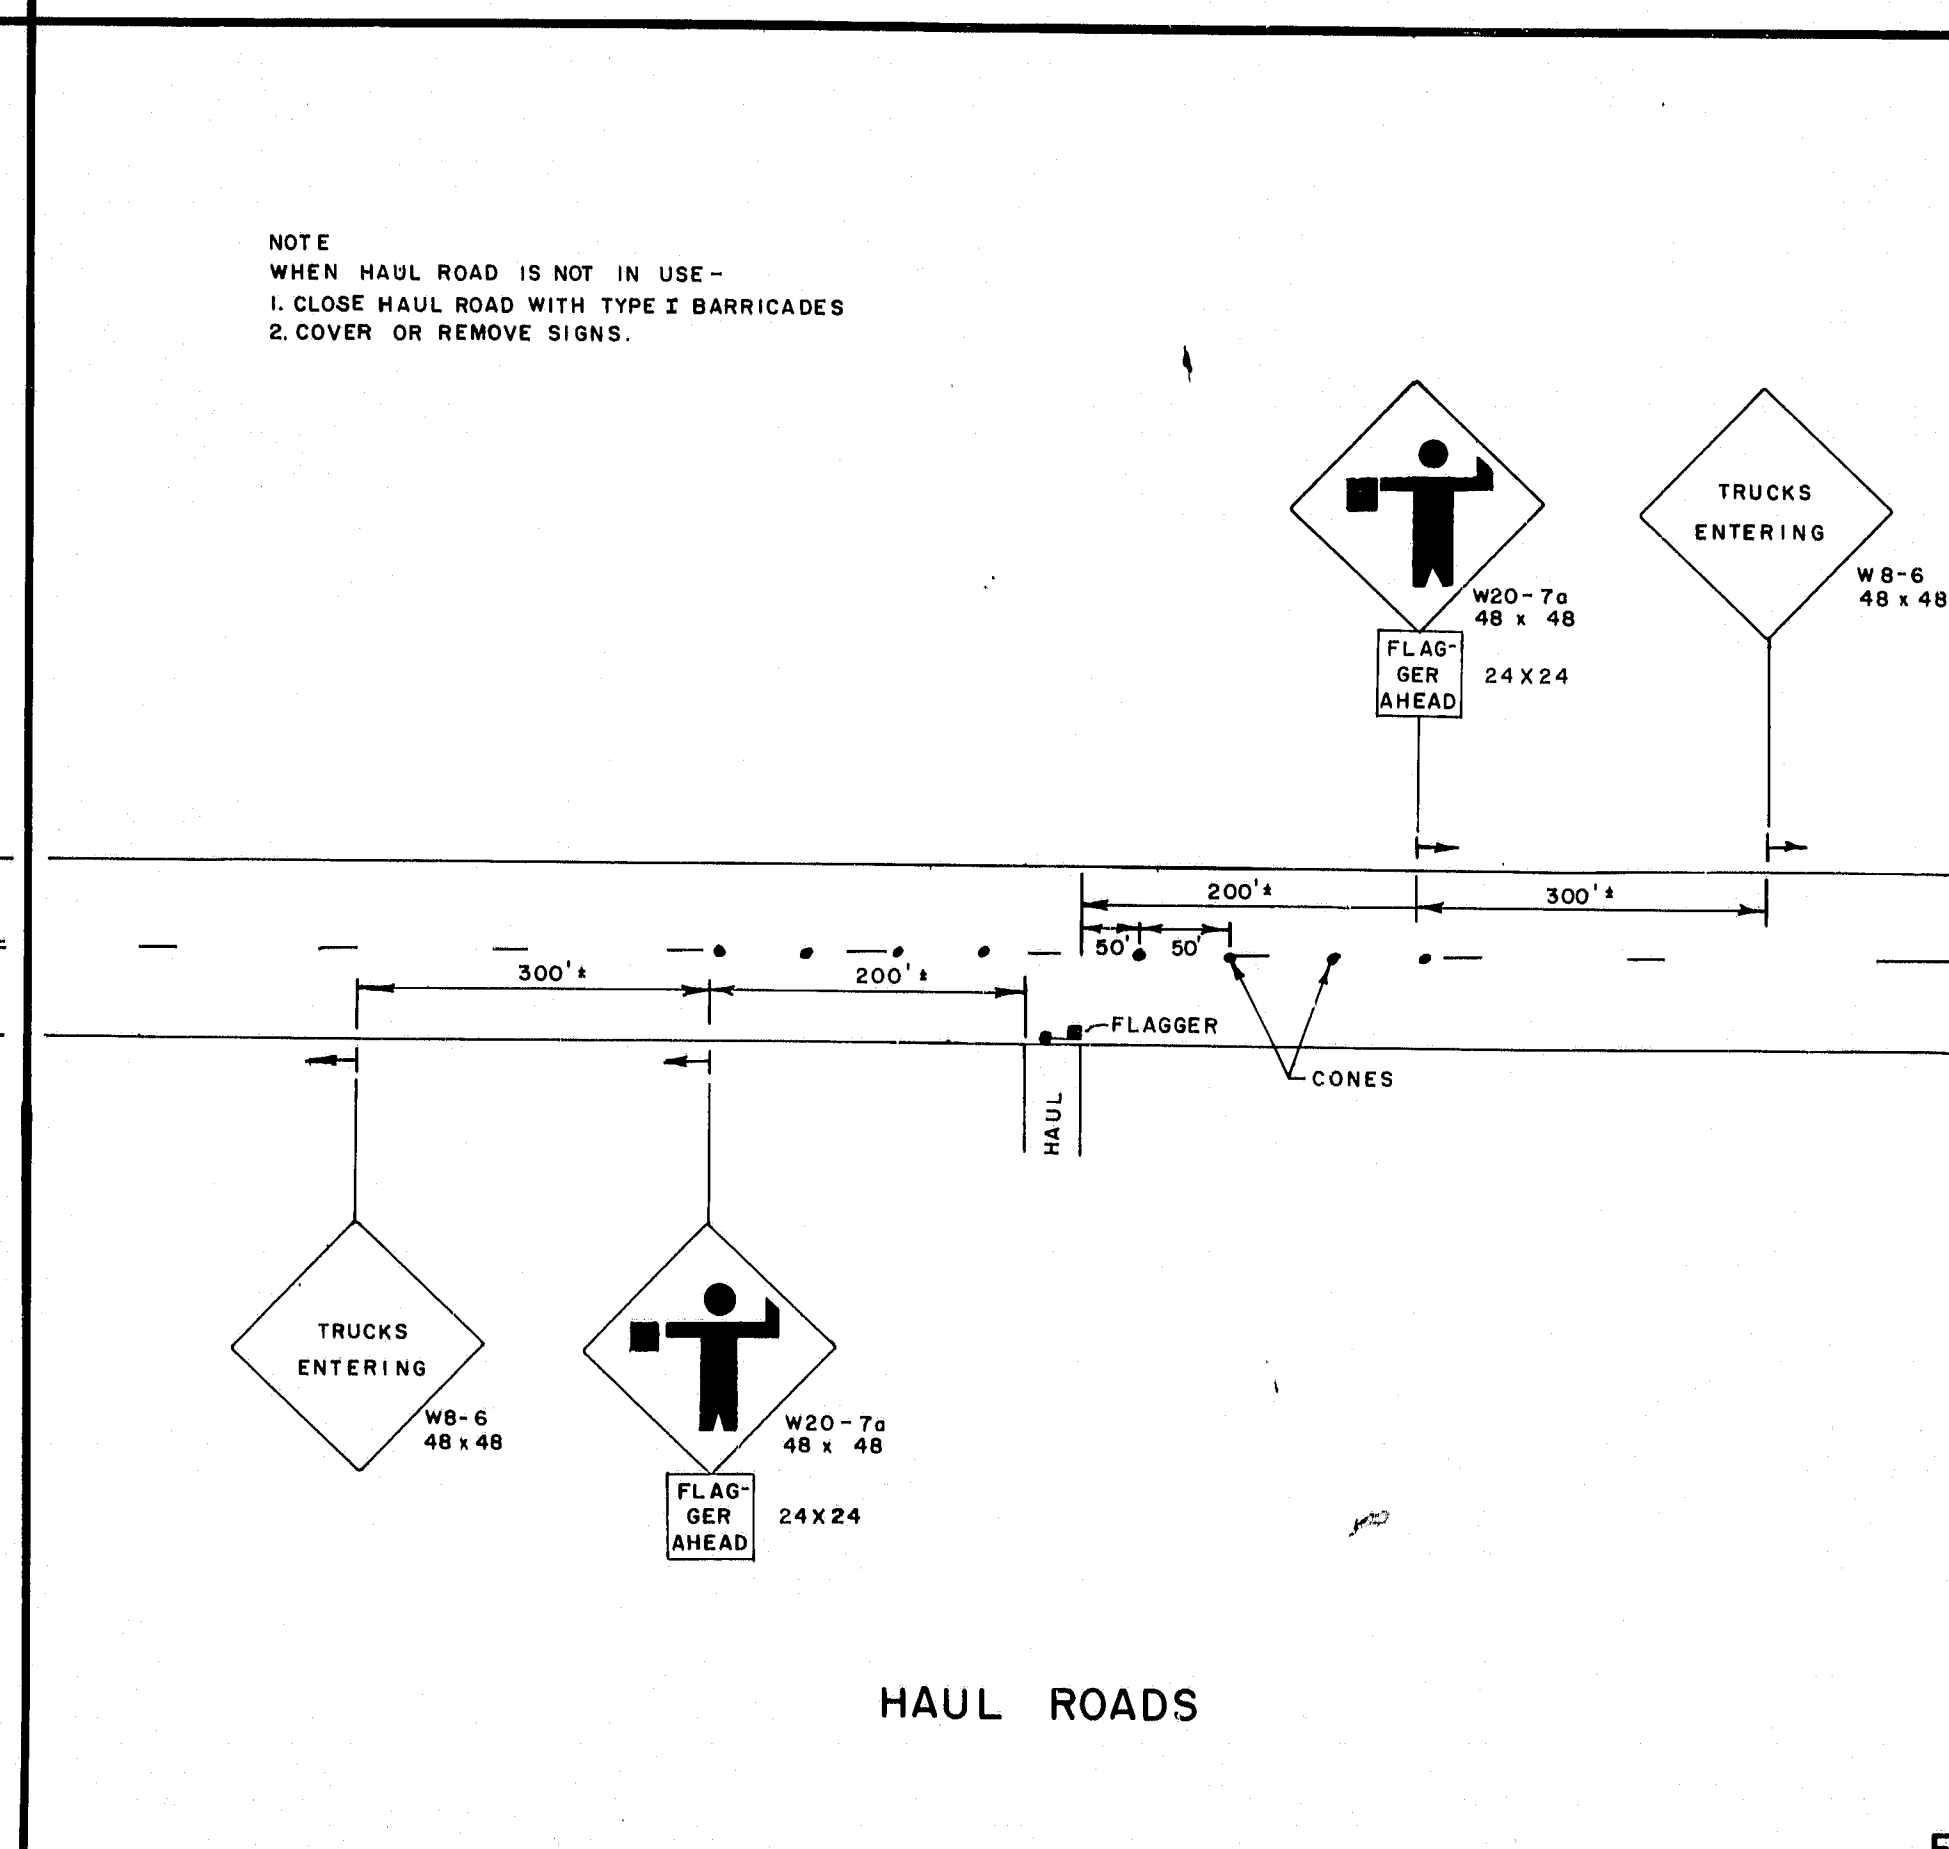 NOTE
WHEN HAUL ROAD IS NOT IN USE-
1. CLOSE HAUL ROAD WITH TYPE I BARRICADES
2. COVER OR REMOVE SIGNS.
TRUCKS
ENTERING
W8-6
48 x 48
W20-7a
48 x 48
FLAG-
GER
AHEAD
24X24
200'±
300'±
50'
50'
300'±
200'±
FLAGGER
CONES
HAUL
TRUCKS
ENTERING
W8-6
48 x 48
W20-7a
48 x 48
FLAG-
GER
AHEAD
24X24
HAUL ROADS